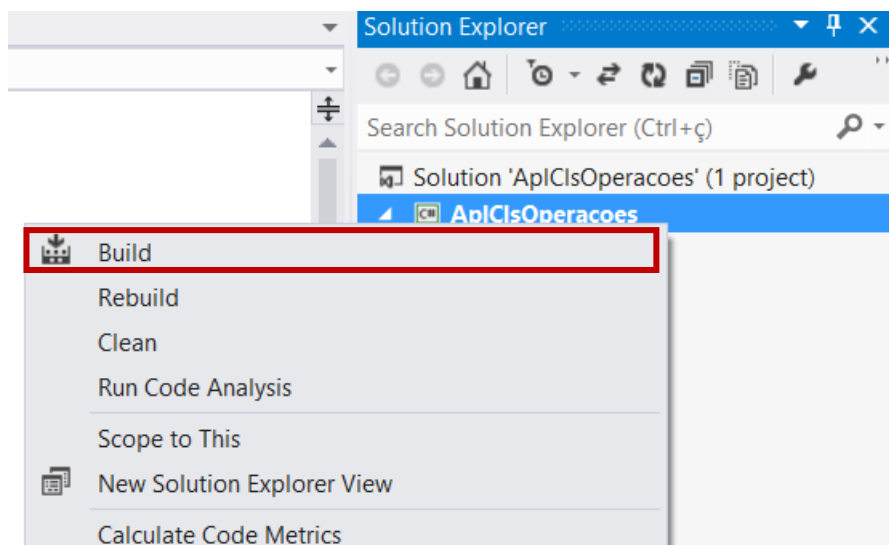 Solution Explorer
Search Solution Explorer (Ctrl+ç)
Solution 'AplClsOperacoes' (1 project)
C# AplClsOperacoes
Build
Rebuild
Clean
Run Code Analysis
Scope to This
New Solution Explorer View
Calculate Code Metrics